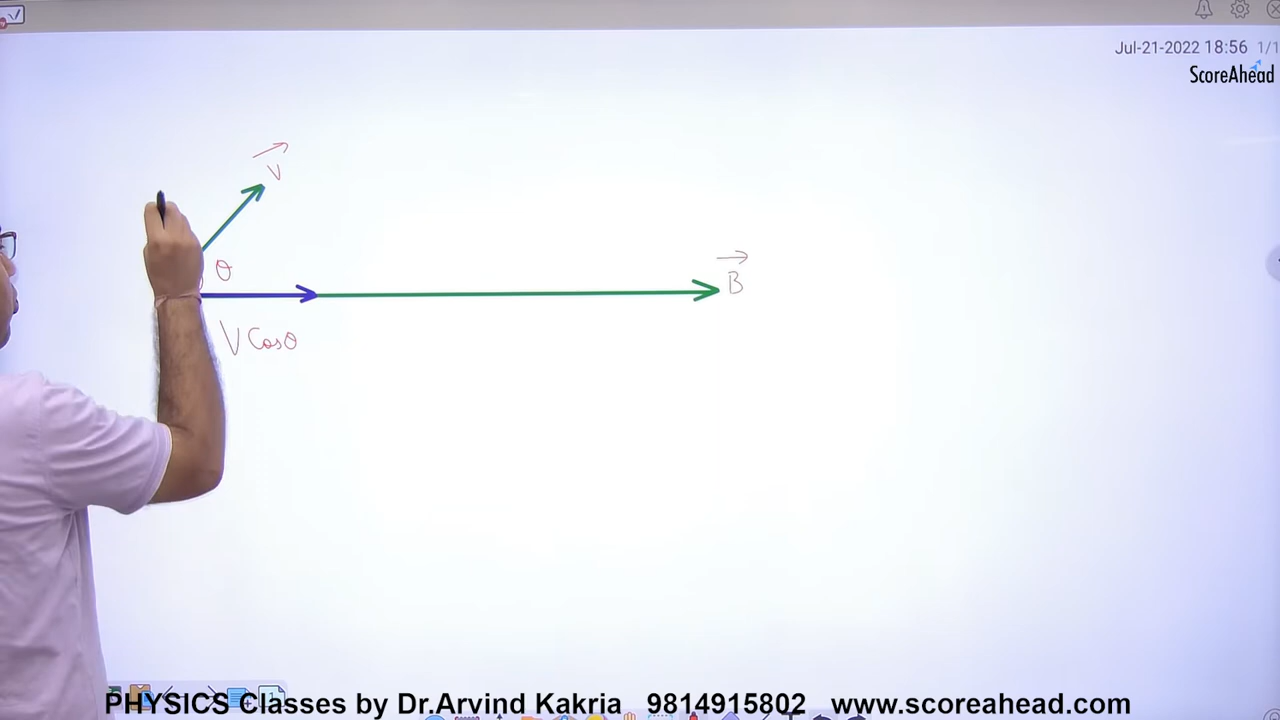 Jul-21-2022 18:56 1/1
ScoreAhead
V
θ
B
V Cosθ
PHYSICS Classes by Dr.Arvind Kakria 9814915802 www.scoreahead.com